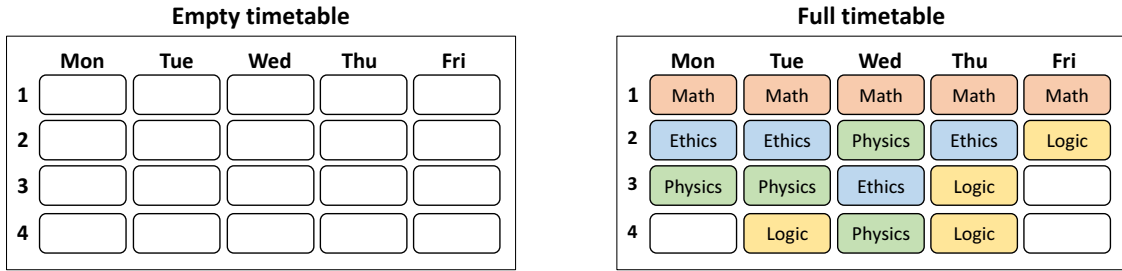 Empty timetable
Mon Tue Wed Thu Fri
1
2
3
4
Full timetable
Mon Tue Wed Thu Fri
1 Math Math Math Math Math
2 Ethics Ethics Physics Ethics Logic
3 Physics Physics Ethics Logic
4 Logic Physics Logic